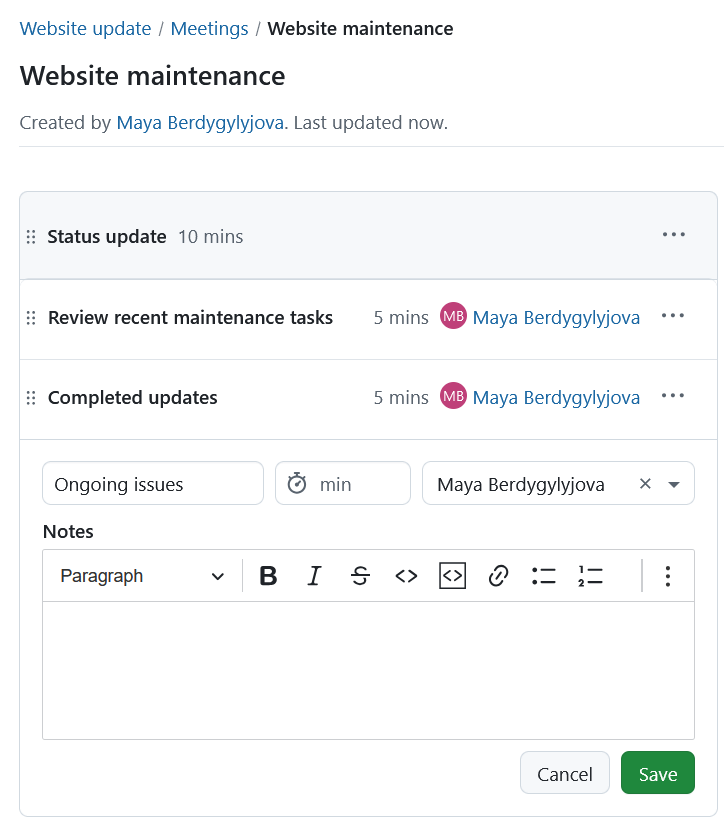 Website update / Meetings / Website maintenance
Website maintenance
Created by Maya Berdygylyjova. Last updated now.
Status update 10 mins
Review recent maintenance tasks 5 mins MB Maya Berdygylyjova
Completed updates 5 mins MB Maya Berdygylyjova
Ongoing issues min Maya Berdygylyjova
Notes
Paragraph B I S
Cancel Save